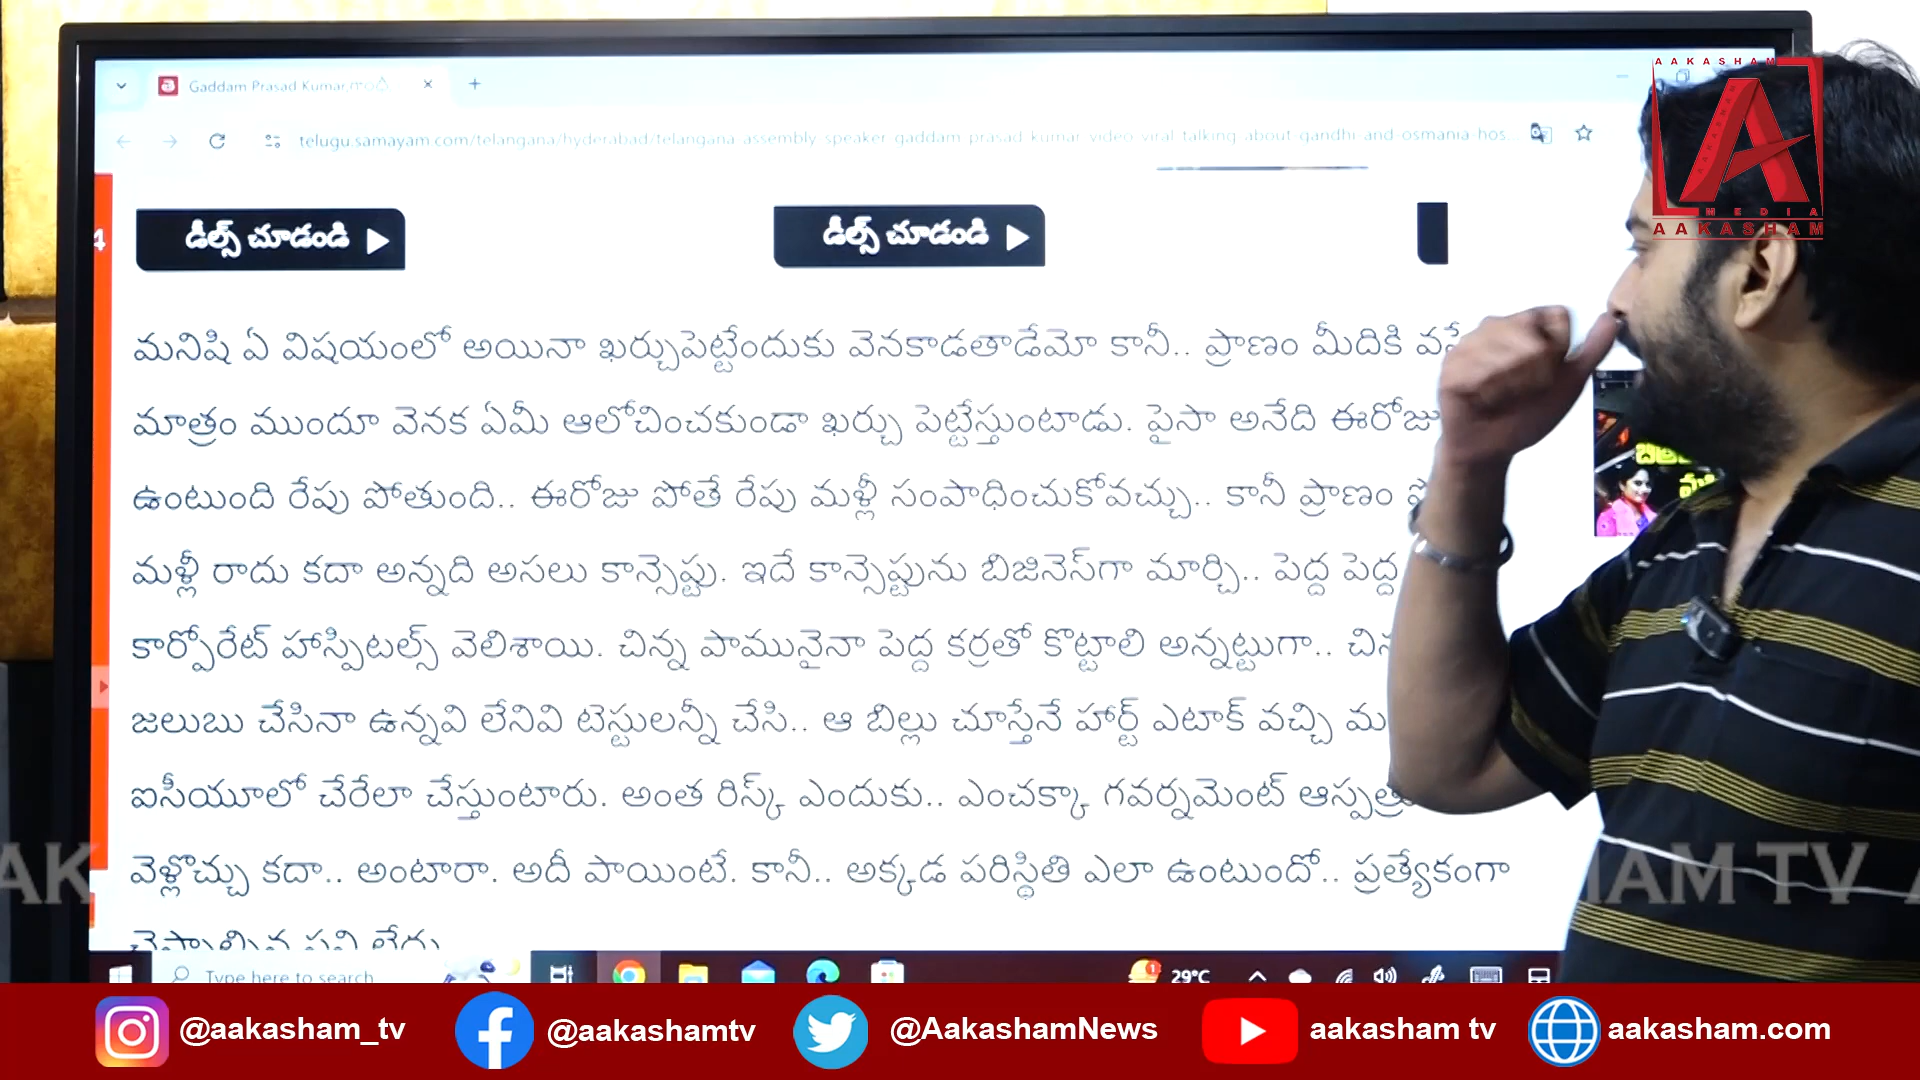 AAKASHAM
MEDIA
AAKASHAM
Gaddam Prasad Kumar,గాంధీ
telugu.samayam.com/telangana/hyderabad/telangana-assembly-speaker-gaddam-prasad-kumar-video-viral-talking-about-gandhi-and-osmania-hos...
4
డీల్స్ చూడండి డీల్స్ చూడండి
మనిషి ఏ విషయంలో అయినా ఖర్చుపెట్టేందుకు వెనకాడతాడేమో కానీ.. ప్రాణం మీదికి
మాత్రం ముందూ వెనక ఏమీ ఆలోచించకుండా ఖర్చు పెట్టేస్తుంటాడు. పైసా అనేది ఈరోజు
ఉంటుంది రేపు పోతుంది.. ఈరోజు పోతే రేపు మళ్లీ సంపాధించుకోవచ్చు.. కానీ ప్రాణం
మళ్లీ రాదు కదా అన్నది అసలు కాన్సెప్టు. ఇదే కాన్సెప్టును బిజినెస్‌గా మార్చి.. పెద్ద పెద్ద
కార్పోరేట్ హాస్పిటల్స్ వెలిశాయి. చిన్న పామునైనా పెద్ద కర్రతో కొట్టాలి అన్నట్టుగా..
జలుబు చేసినా ఉన్నవి లేనివి టెస్టులన్నీ చేసి.. ఆ బిల్లు చూస్తేనే హార్ట్ ఎటాక్ వచ్చి
ఐసీయూలో చేరేలా చేస్తుంటారు. అంత రిస్క్ ఎందుకు.. ఎంచక్కా గవర్నమెంట్
వెళ్లొచ్చు కదా.. అంటారా. అదీ పాయింటే. కానీ.. అక్కడ పరిస్థితి ఎలా ఉంటుందో.. ప్రత్యేకంగా
చెప్పాల్సిన పని లేదు
Type here to search
29°C
@aakasham_tv @aakashamtv @AakashamNews aakasham tv aakasham.com